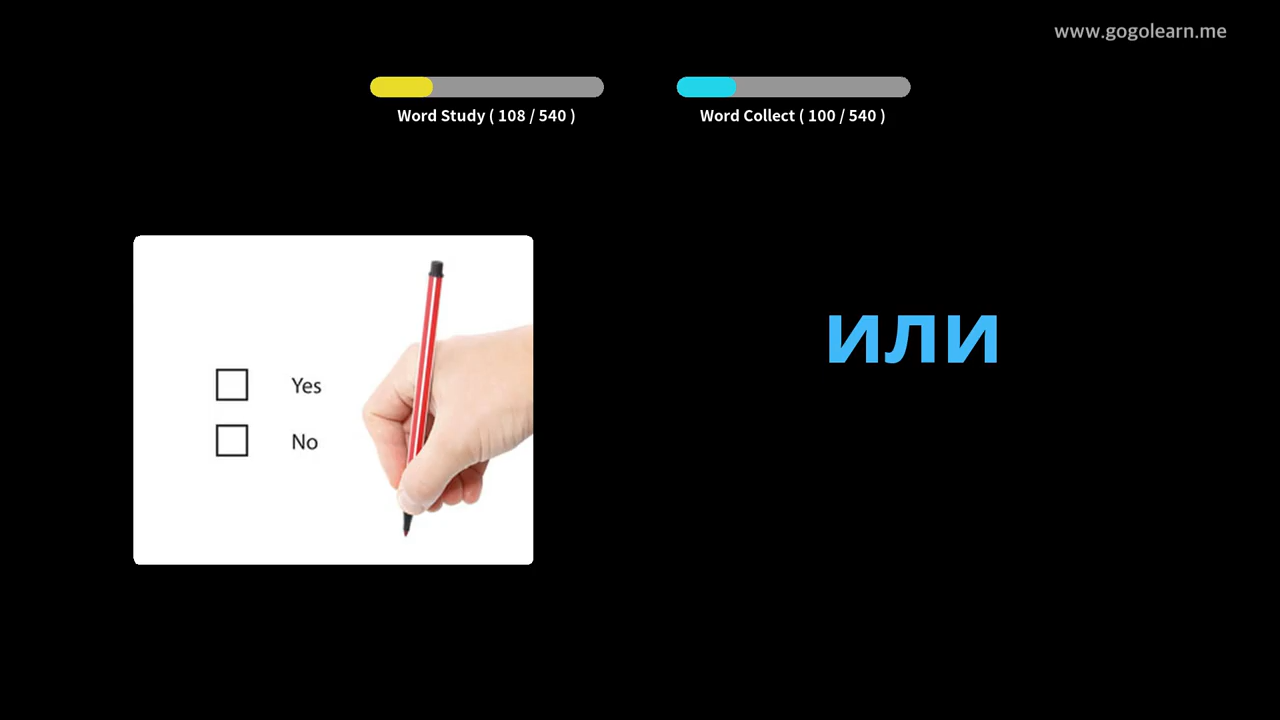 www.gogolearn.me
Word Study ( 108 / 540 )
Word Collect ( 100 / 540 )
Yes
No
или